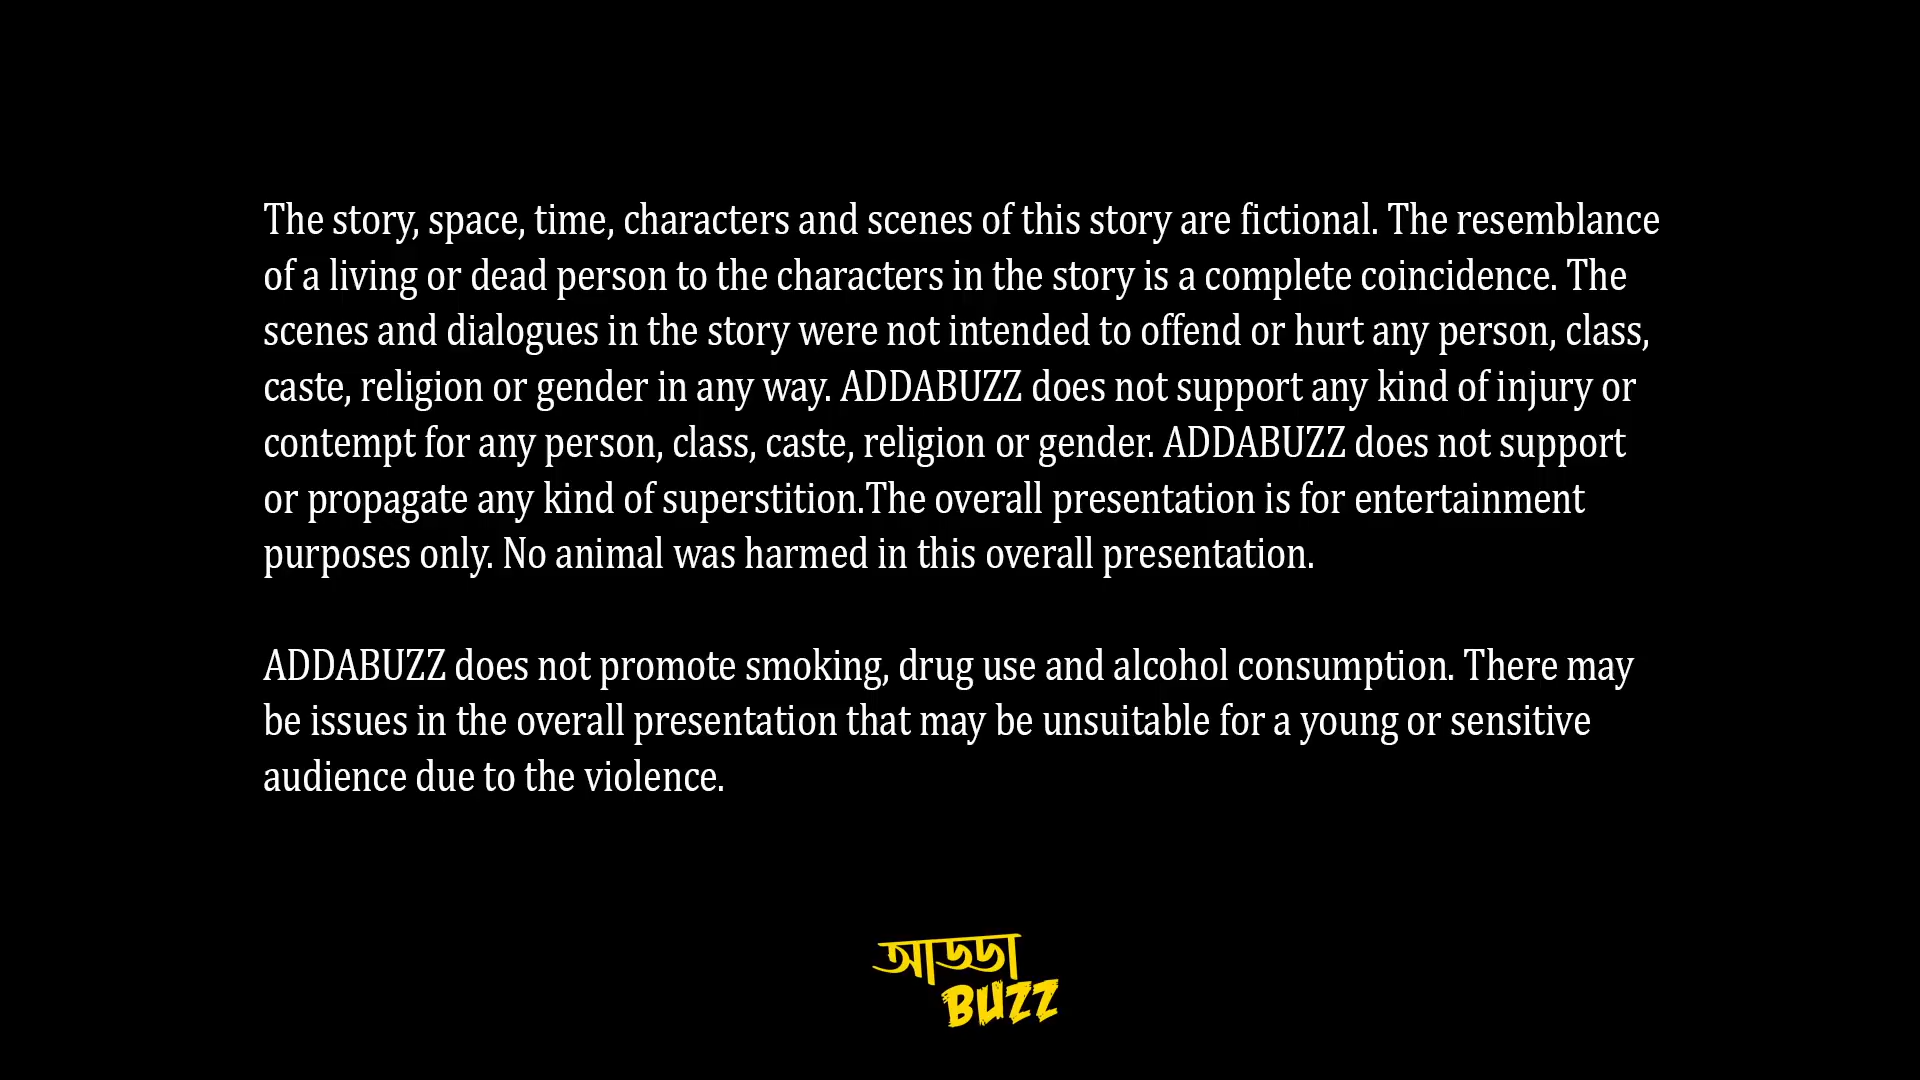 The story, space, time, characters and scenes of this story are fictional. The resemblance
of a living or dead person to the characters in the story is a complete coincidence. The
scenes and dialogues in the story were not intended to offend or hurt any person, class,
caste, religion or gender in any way. ADDABUZZ does not support any kind of injury or
contempt for any person, class, caste, religion or gender. ADDABUZZ does not support
or propagate any kind of superstition.The overall presentation is for entertainment
purposes only. No animal was harmed in this overall presentation.
ADDABUZZ does not promote smoking, drug use and alcohol consumption. There may
be issues in the overall presentation that may be unsuitable for a young or sensitive
audience due to the violence.
আড্ডা
BUZZ